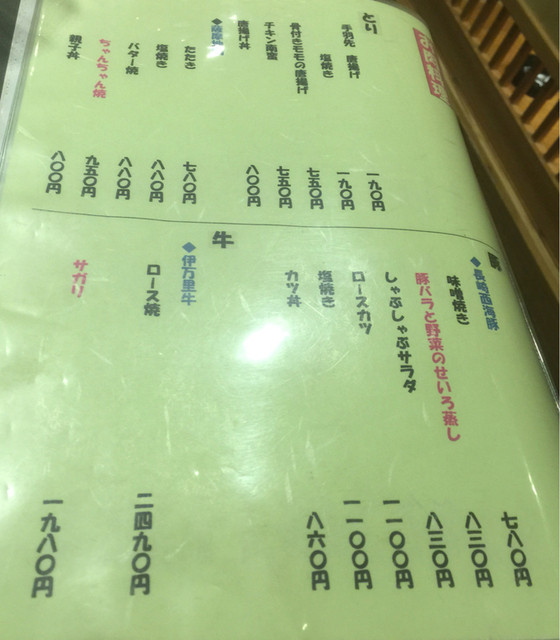 とり
手羽先 唐揚げ 一九〇円
塩焼き 一九〇円
骨付きモモの唐揚げ 七五〇円
チキン南蛮 七五〇円
唐揚げ丼 八〇〇円
◆薩摩
たたき 七八〇円
塩焼き 八八〇円
バター焼 八八〇円
ちゃんちゃん焼 九五〇円
親子丼 八〇〇円
◆長崎西海豚
味噌焼き 七八〇円
豚バラと野菜のせいろ蒸し 八三〇円
しゃぶしゃぶサラダ 八三〇円
ロースカツ 一一〇〇円
塩焼き 一一〇〇円
カツ丼 八六〇円
牛
◆伊万里牛
ロース焼 二四九〇円
サガリ 一九八〇円